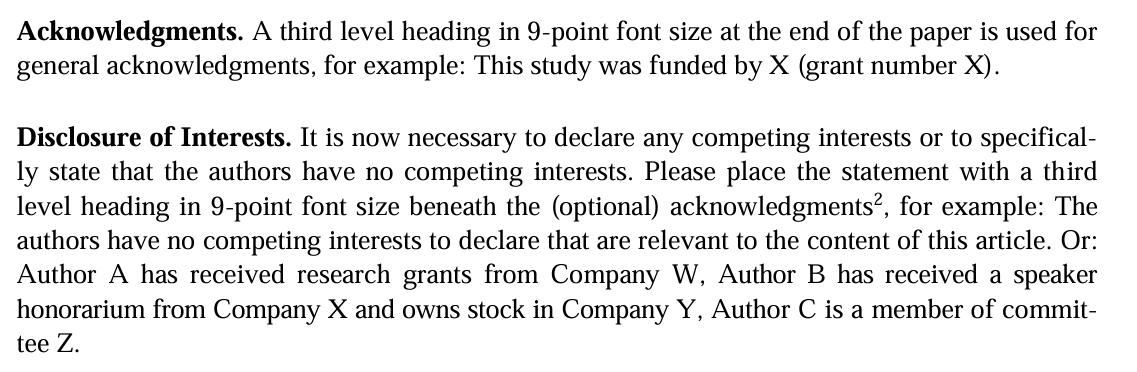 Acknowledgments. A third level heading in 9-point font size at the end of the paper is used for
general acknowledgments, for example: This study was funded by X (grant number X).
Disclosure of Interests. It is now necessary to declare any competing interests or to specifical-
ly state that the authors have no competing interests. Please place the statement with a third
level heading in 9-point font size beneath the (optional) acknowledgments², for example: The
authors have no competing interests to declare that are relevant to the content of this article. Or:
Author A has received research grants from Company W, Author B has received a speaker
honorarium from Company X and owns stock in Company Y, Author C is a member of commit-
tee Z.